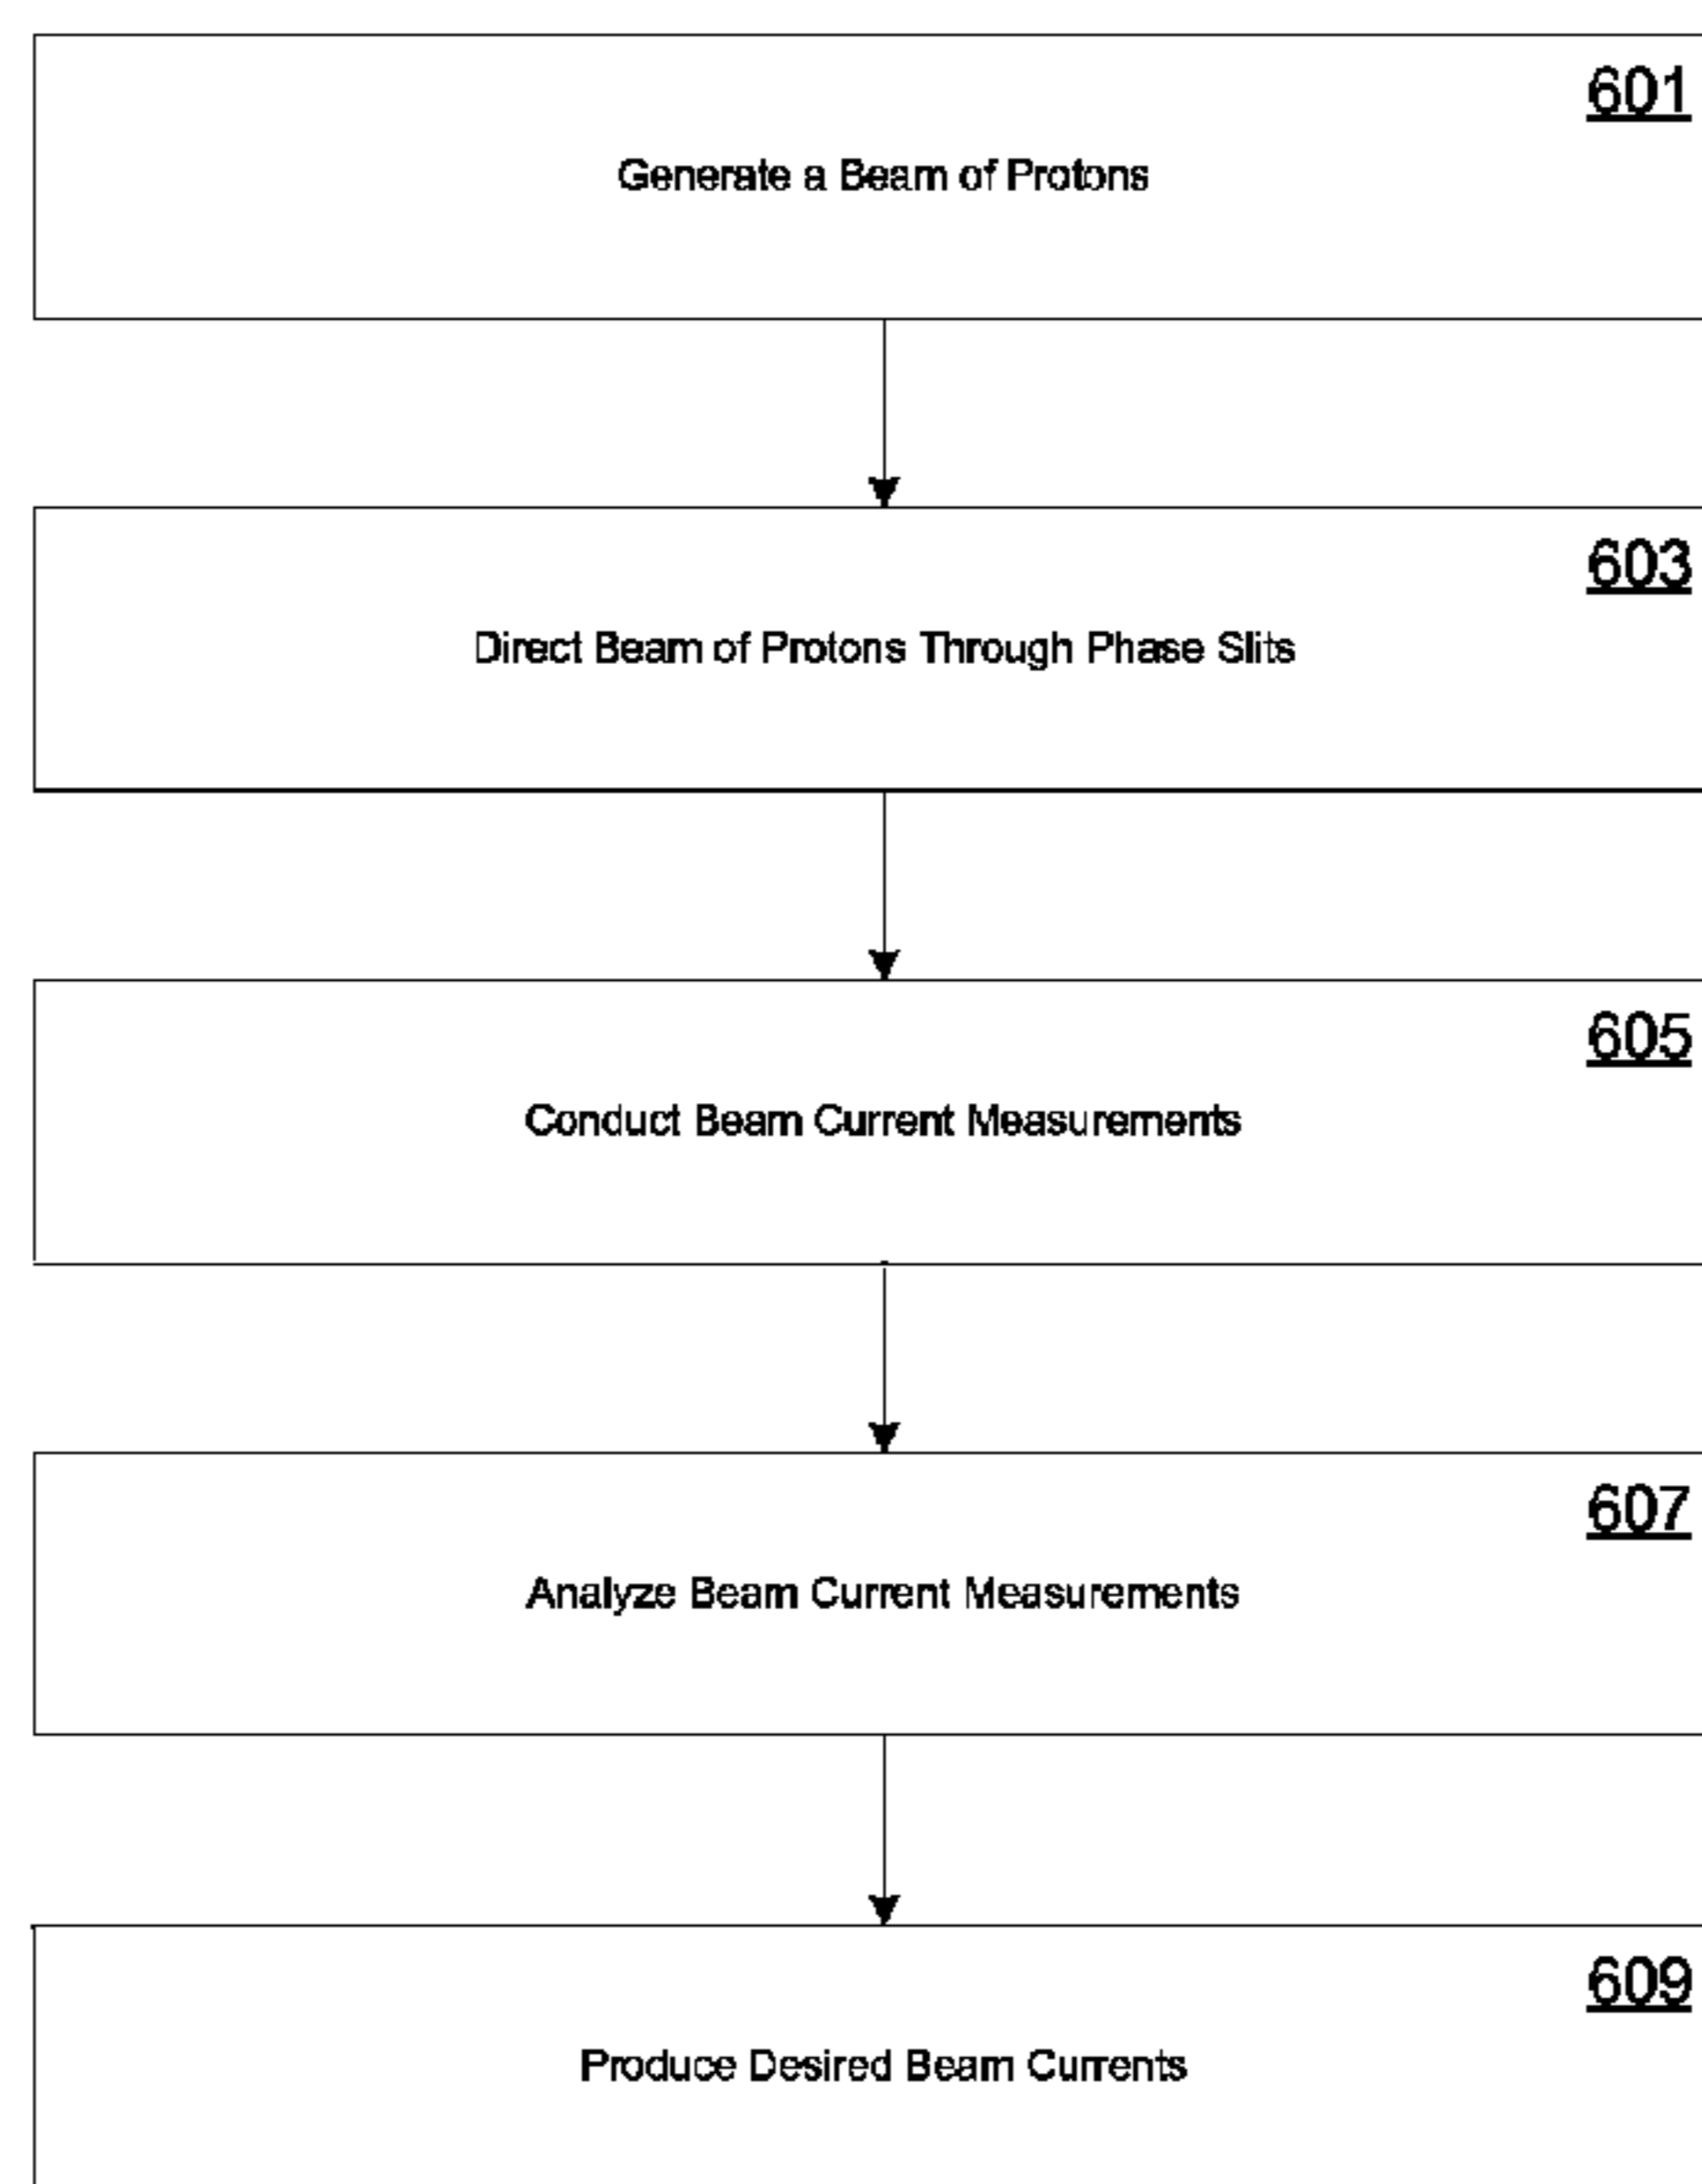 601
Generate a Beam of Protons
603
Direct Beam of Protons Through Phase Slits
605
Conduct Beam Current Measurements
607
Analyze Beam Current Measurements
609
Produce Desired Beam Currents